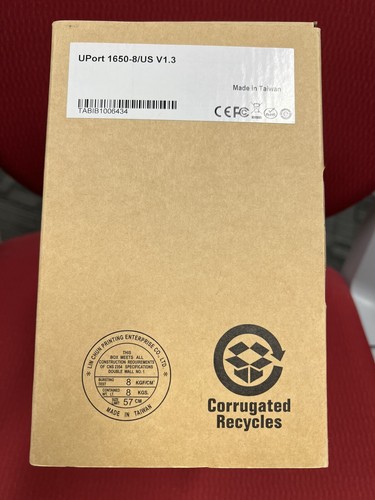 UPort 1650-8/US V1.3
Made In Taiwan
TABIB1006434
CE FC
LIN CHUN PRINTING ENTERPRISE CO., LTD.
THIS
BOX MEETS ALL
CONSTRUCTION REQUIREMENTS
OF CNS 2354 SPECIFICATIONS
DOUBLE WALL NO. 1
BURSTING
TEST 8 KGF/CM²
CONTAINED
WT. LT 8 KGS.
57 CM
MADE IN TAIWAN
Corrugated
Recycles